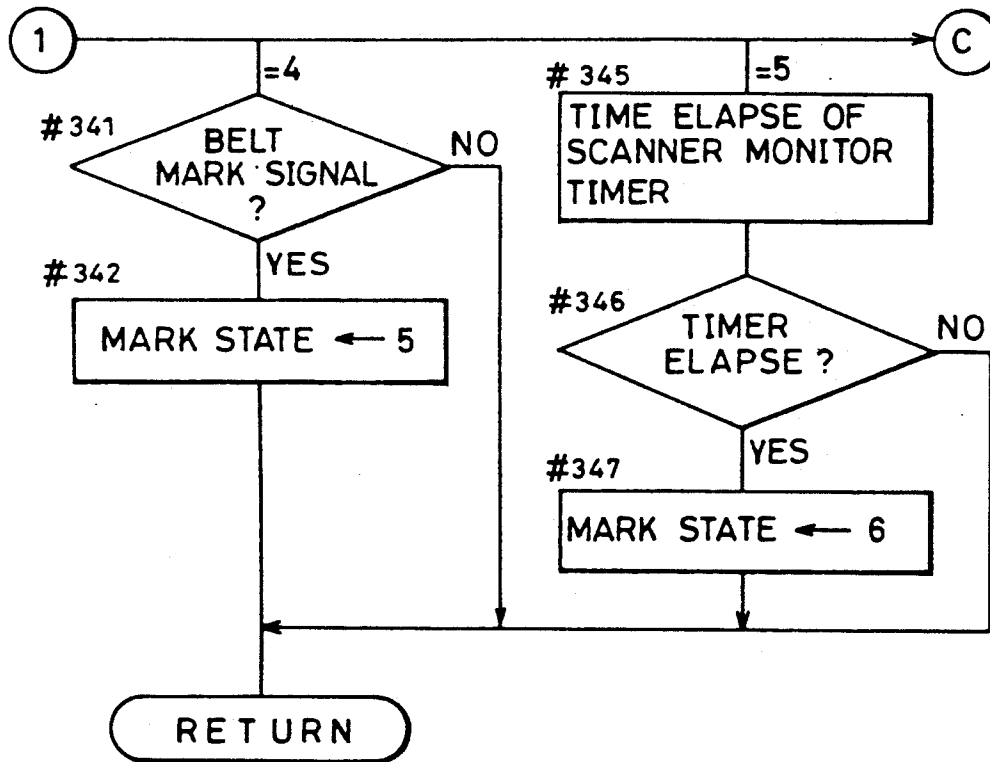 1
C
=4
#341
BELT
MARK SIGNAL
?
NO
YES
#342
MARK STATE ← 5
=5
#345
TIME ELAPSE OF
SCANNER MONITOR
TIMER
#346
TIMER
ELAPSE ?
NO
YES
#347
MARK STATE ← 6
RETURN